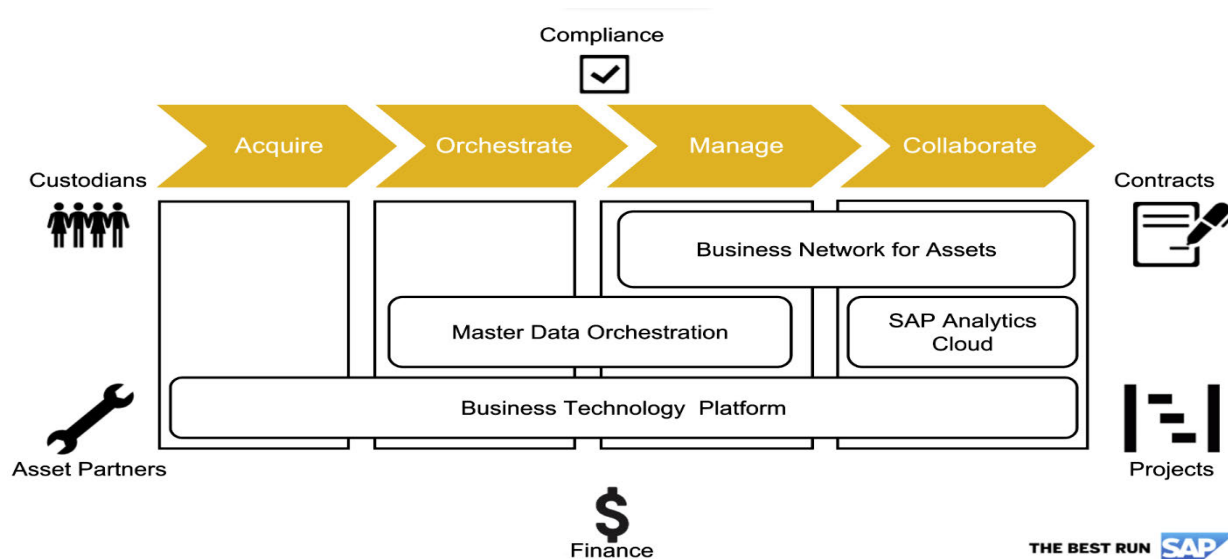 Compliance
Acquire
Orchestrate
Manage
Collaborate
Custodians
Contracts
Business Network for Assets
Master Data Orchestration
SAP Analytics
Cloud
Business Technology Platform
Asset Partners
Projects
$
Finance
THE BEST RUN SAP